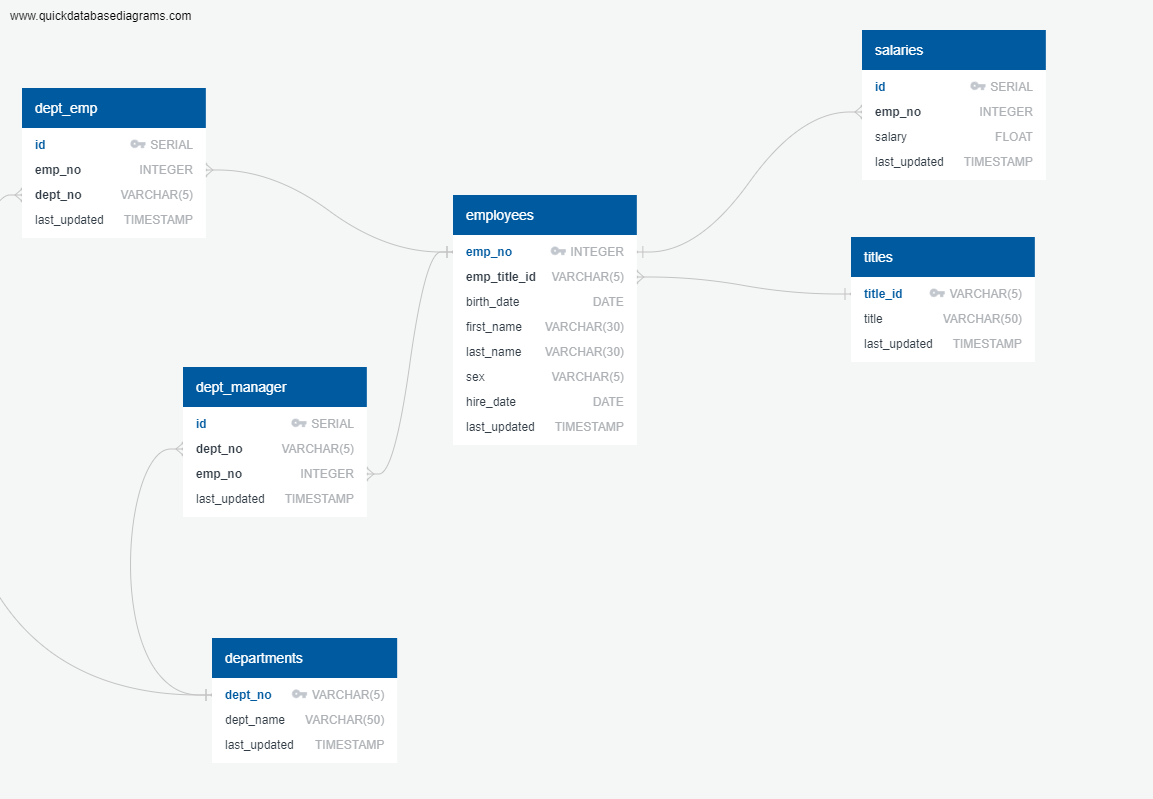 www.quickdatabasediagrams.com
dept_emp
id SERIAL
emp_no INTEGER
dept_no VARCHAR(5)
last_updated TIMESTAMP
employees
emp_no INTEGER
emp_title_id VARCHAR(5)
birth_date DATE
first_name VARCHAR(30)
last_name VARCHAR(30)
sex VARCHAR(5)
hire_date DATE
last_updated TIMESTAMP
salaries
id SERIAL
emp_no INTEGER
salary FLOAT
last_updated TIMESTAMP
titles
title_id VARCHAR(5)
title VARCHAR(50)
last_updated TIMESTAMP
dept_manager
id SERIAL
dept_no VARCHAR(5)
emp_no INTEGER
last_updated TIMESTAMP
departments
dept_no VARCHAR(5)
dept_name VARCHAR(50)
last_updated TIMESTAMP